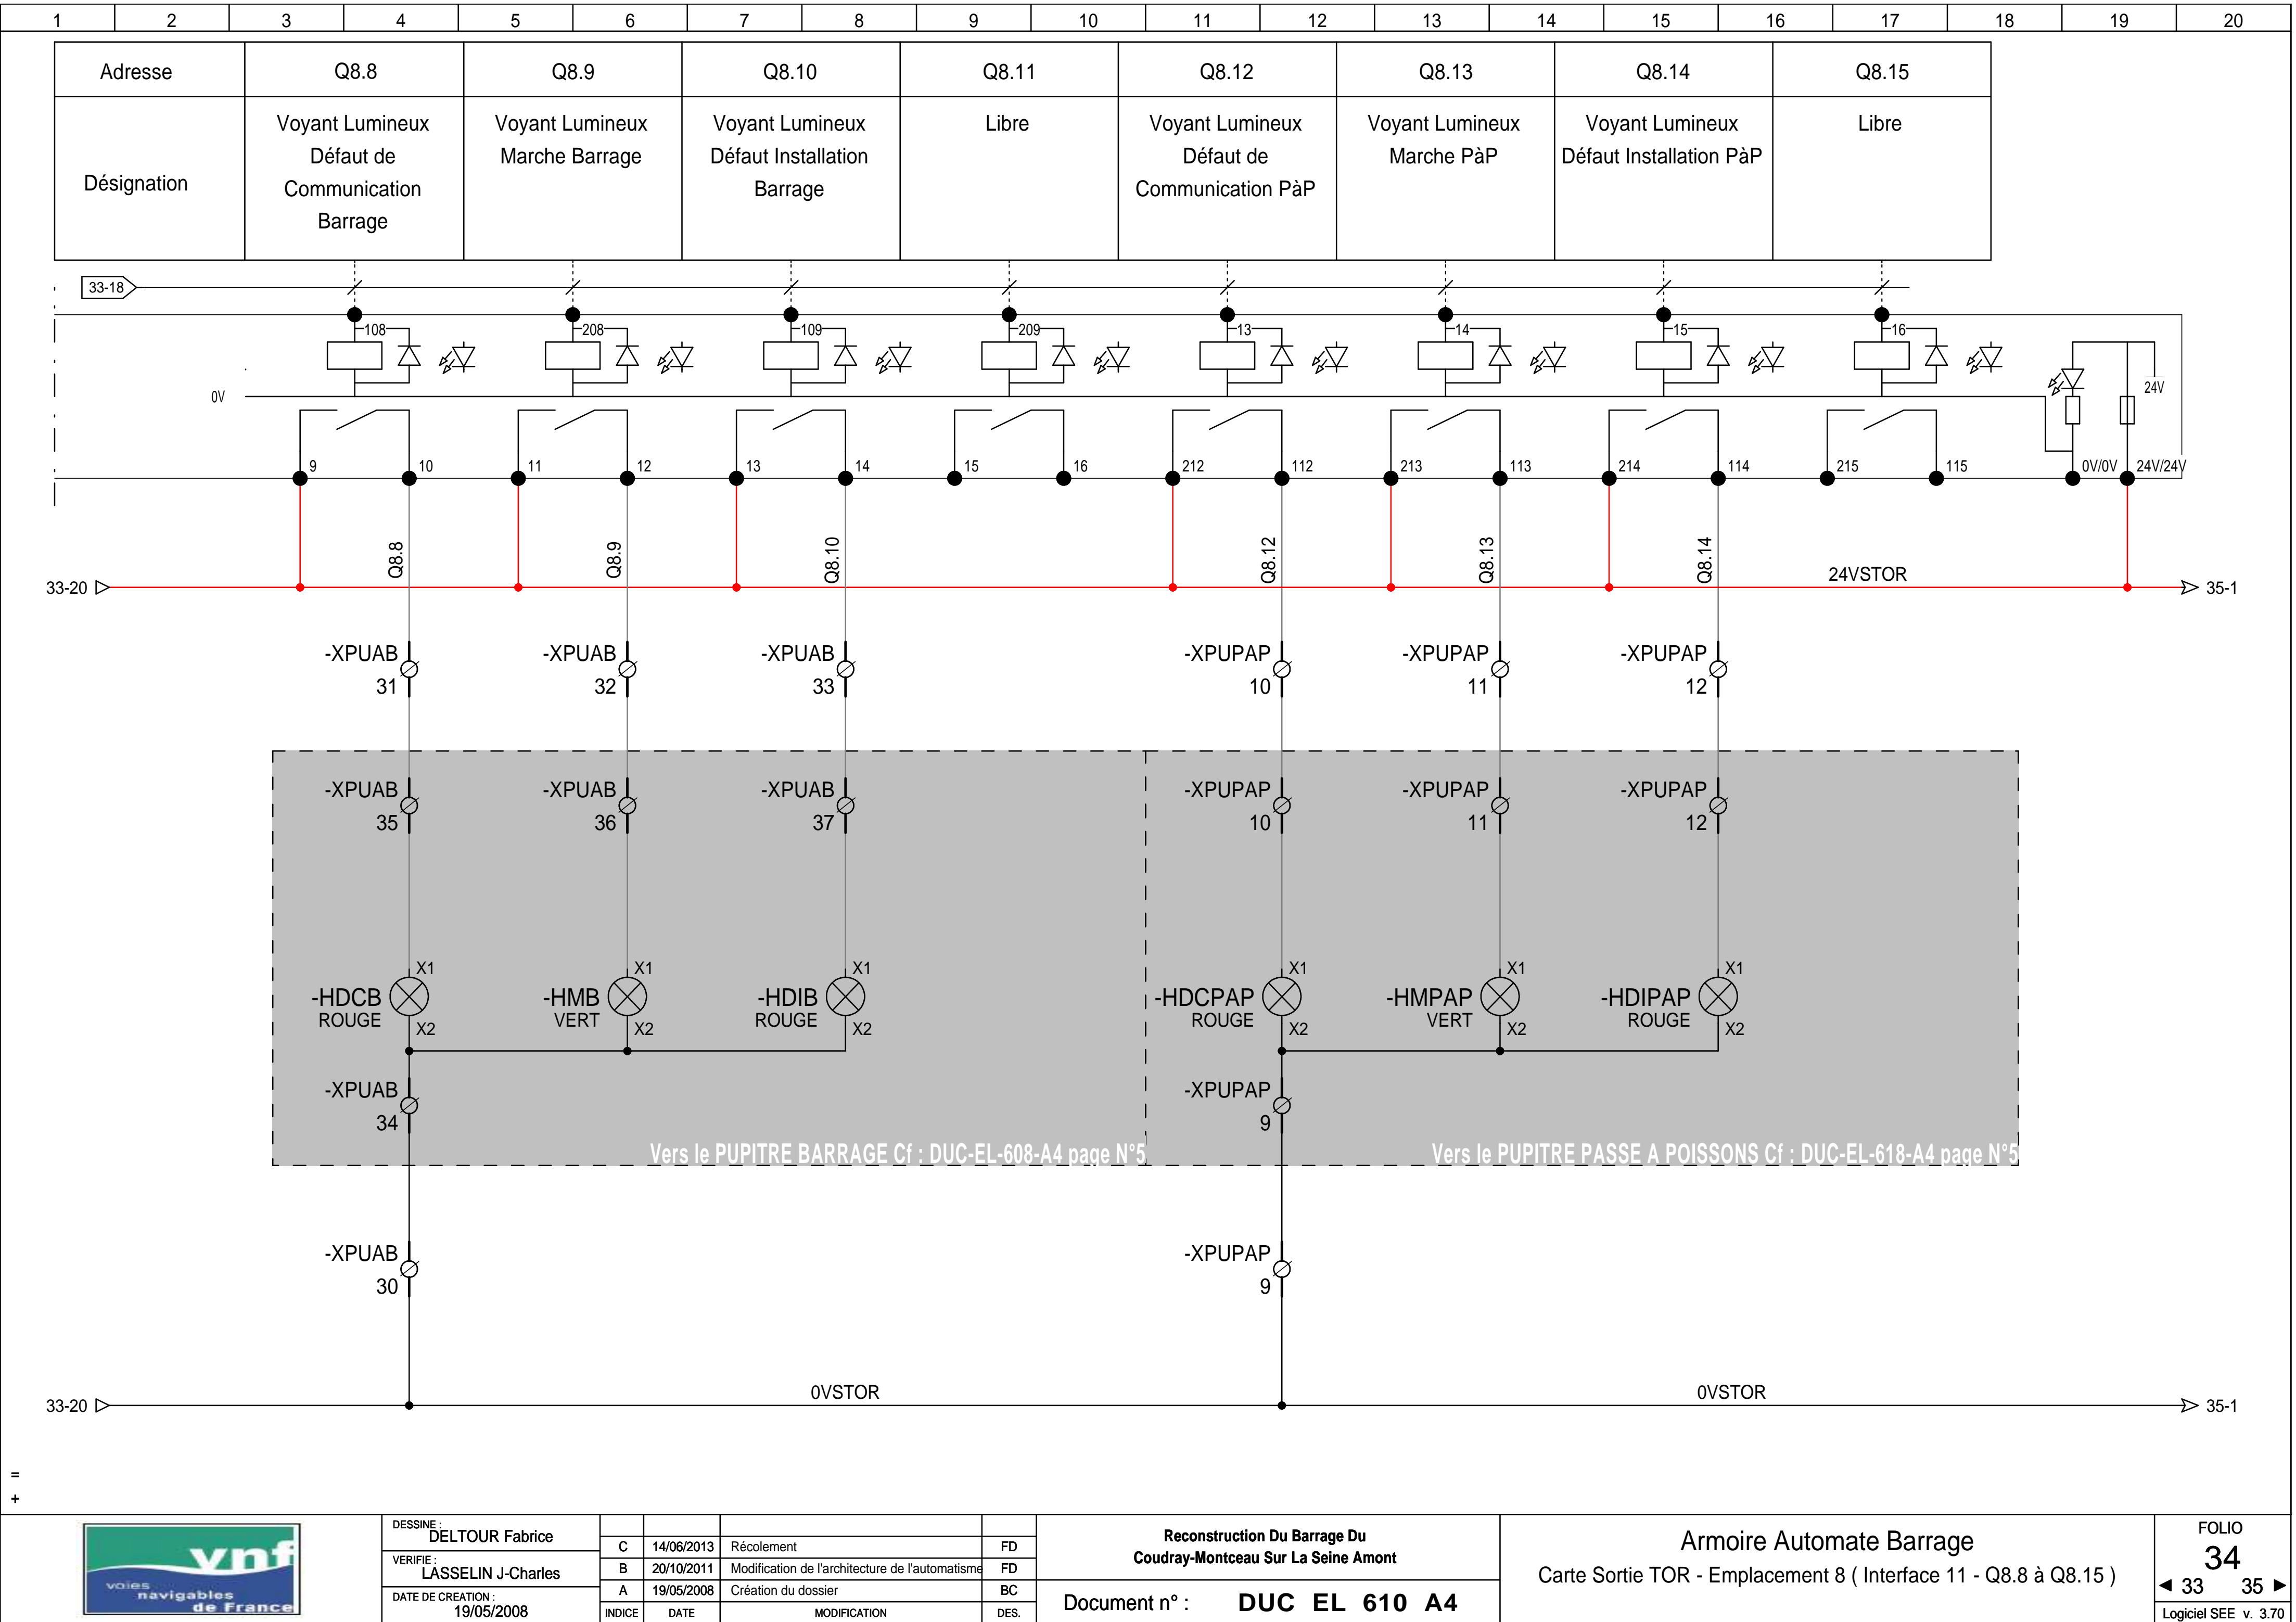 1 2 3 4 5 6 7 8 9 10 11 12 13 14 15 16 17 18 19 20
Adresse Q8.8 Q8.9 Q8.10 Q8.11 Q8.12 Q8.13 Q8.14 Q8.15
Désignation
Voyant Lumineux
Défaut de
Communication
Barrage
Voyant Lumineux
Marche Barrage
Voyant Lumineux
Défaut Installation
Barrage
Libre
Voyant Lumineux
Défaut de
Communication PàP
Voyant Lumineux
Marche PàP
Voyant Lumineux
Défaut Installation PàP
Libre
33-18
108 208 109 209 13 14 15 16
24V
0V
9 10 11 12 13 14 15 16 212 112 213 113 214 114 215 115 0V/0V 24V/24V
Q8.8 Q8.9 Q8.10 Q8.12 Q8.13 Q8.14
33-20 24VSTOR 35-1
-XPUAB -XPUAB -XPUAB -XPUPAP -XPUPAP -XPUPAP
31 32 33 10 11 12
-XPUAB -XPUAB -XPUAB -XPUPAP -XPUPAP -XPUPAP
35 36 37 10 11 12
X1 X1 X1 X1 X1 X1
-HDCB -HMB -HDIB -HDCPAP -HMPAP -HDIPAP
ROUGE VERT ROUGE ROUGE VERT ROUGE
X2 X2 X2 X2 X2 X2
-XPUAB -XPUPAP
34 9
Vers le PUPITRE BARRAGE Cf : DUC-EL-608-A4 page N°5
Vers le PUPITRE PASSE A POISSONS Cf : DUC-EL-618-A4 page N°5
-XPUAB -XPUPAP
30 9
33-20 0VSTOR 0VSTOR 35-1
=
+
vnf
voies
navigables
de France
DESSINE :
DELTOUR Fabrice
VERIFIE :
LASSELIN J-Charles
DATE DE CREATION :
19/05/2008
C 14/06/2013 Récolement FD
B 20/10/2011 Modification de l'architecture de l'automatisme FD
A 19/05/2008 Création du dossier BC
INDICE DATE MODIFICATION DES.
Reconstruction Du Barrage Du
Coudray-Montceau Sur La Seine Amont
Document n° : DUC EL 610 A4
Armoire Automate Barrage
Carte Sortie TOR - Emplacement 8 ( Interface 11 - Q8.8 à Q8.15 )
FOLIO
34
◄ 33 35 ►
Logiciel SEE v. 3.70